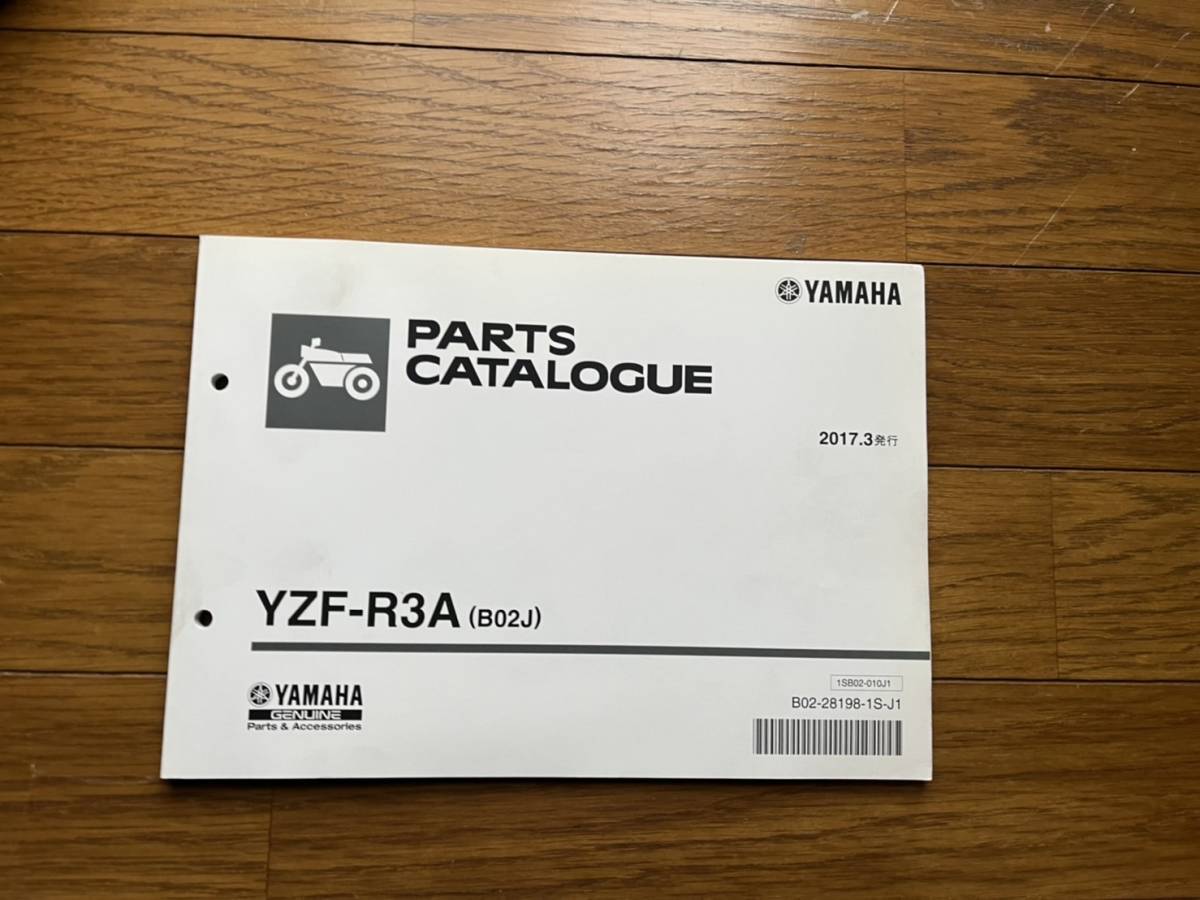 YAMAHA
PARTS
CATALOGUE
2017.3発行
YZF-R3A (B02J)
YAMAHA
GENUINE
Parts & Accessories
1SB02-010J1
B02-28198-1S-J1